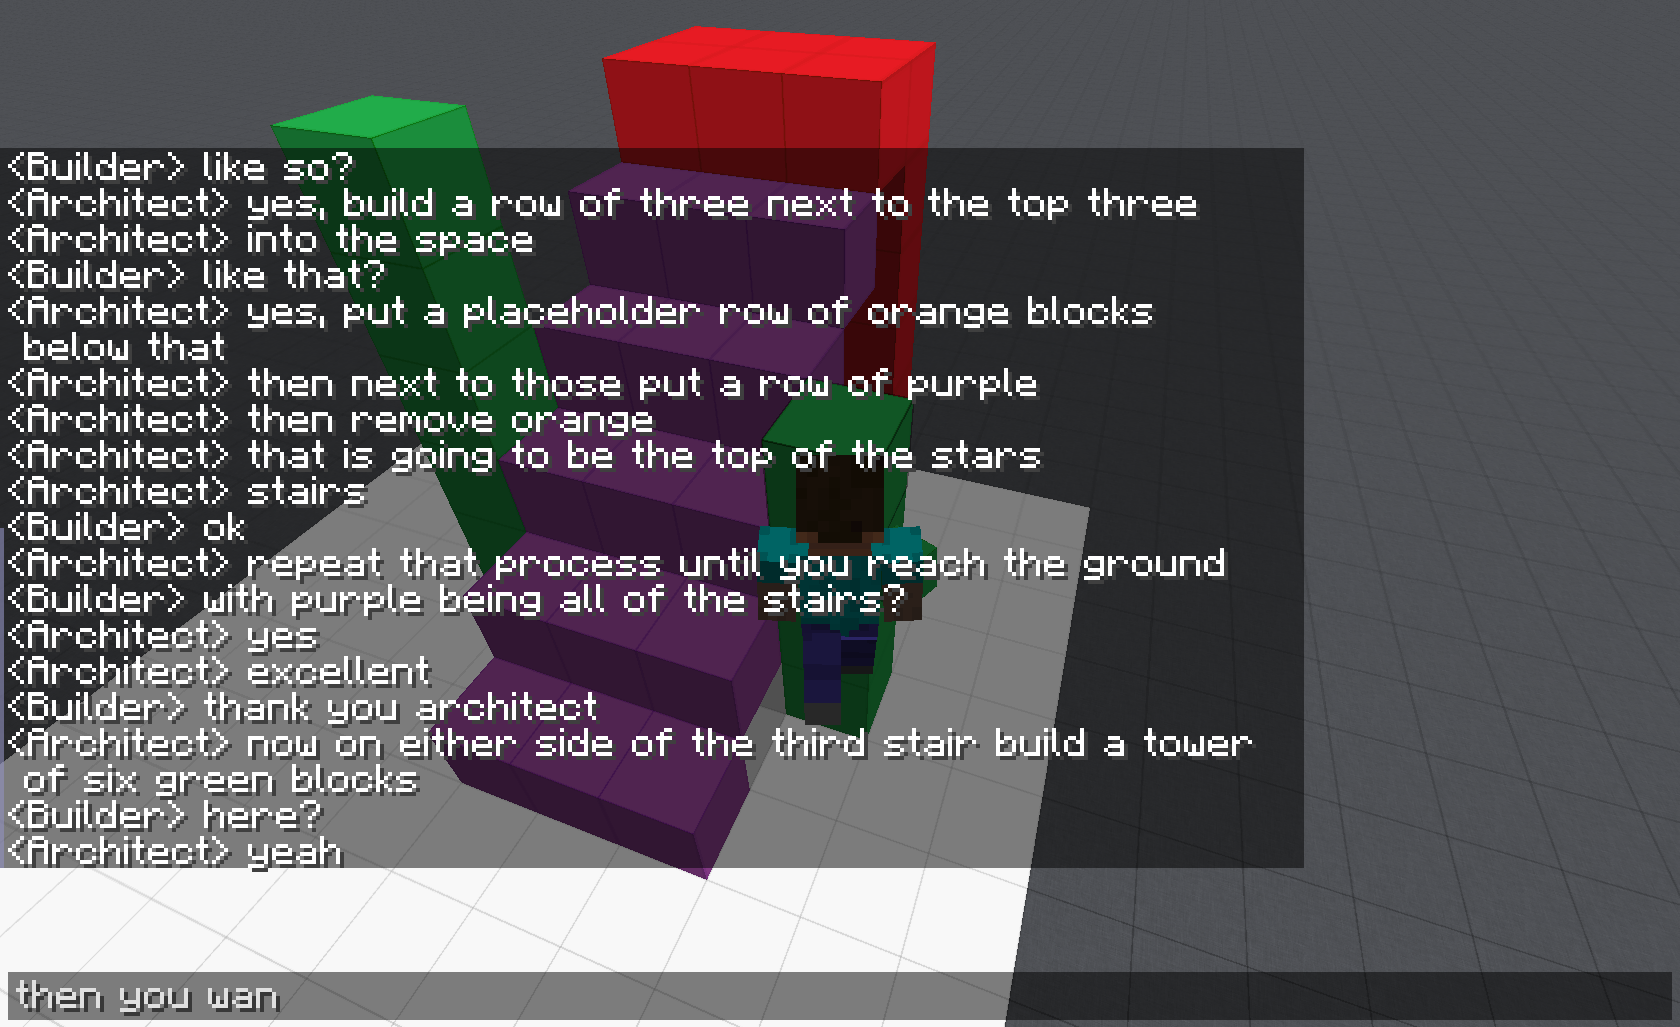 <Builder> like so?
<Architect> yes, build a row of three next to the top three
<Architect> into the space
<Builder> like that?
<Architect> yes, put a placeholder row of orange blocks
below that
<Architect> then next to those put a row of purple
<Architect> then remove orange
<Architect> that is going to be the top of the stars
<Architect> stairs
<Builder> ok
<Architect> repeat that process until you reach the ground
<Builder> with purple being all of the stairs?
<Architect> yes
<Architect> excellent
<Builder> thank you architect
<Architect> now on either side of the third stair build a tower
of six green blocks
<Builder> here?
<Architect> yeah
then you wan